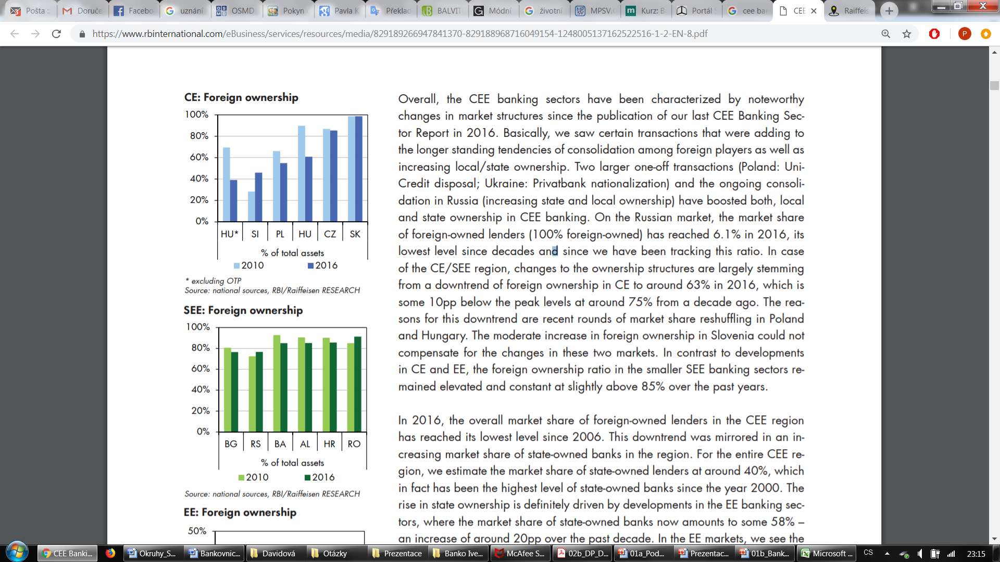 Pošta ::
Doruče
Facebo
uznání
OSMD
Pokyn
Pavla K
Překlad
BALVIT
Módní
životní
MPSV.
Kurz: B
Portál
cee ba
CEE
Raiffeis
https://www.rbinternational.com/eBusiness/services/resources/media/829189266947841370-829188968716049154-1248005137162522516-1-2-EN-8.pdf
P
CE: Foreign ownership
100%
80%
60%
40%
20%
0%
HU* SI PL HU CZ SK
% of total assets
2010 2016
* excluding OTP
Source: national sources, RBI/Raiffeisen RESEARCH
SEE: Foreign ownership
100%
80%
60%
40%
20%
0%
BG RS BA AL HR RO
% of total assets
2010 2016
Source: national sources, RBI/Raiffeisen RESEARCH
EE: Foreign ownership
50%
Overall, the CEE banking sectors have been characterized by noteworthy
changes in market structures since the publication of our last CEE Banking Sec-
tor Report in 2016. Basically, we saw certain transactions that were adding to
the longer standing tendencies of consolidation among foreign players as well as
increasing local/state ownership. Two larger one-off transactions (Poland: Uni-
Credit disposal; Ukraine: Privatbank nationalization) and the ongoing consoli-
dation in Russia (increasing state and local ownership) have boosted both, local
and state ownership in CEE banking. On the Russian market, the market share
of foreign-owned lenders (100% foreign-owned) has reached 6.1% in 2016, its
lowest level since decades and since we have been tracking this ratio. In case
of the CE/SEE region, changes to the ownership structures are largely stemming
from a downtrend of foreign ownership in CE to around 63% in 2016, which is
some 10pp below the peak levels at around 75% from a decade ago. The rea-
sons for this downtrend are recent rounds of market share reshuffling in Poland
and Hungary. The moderate increase in foreign ownership in Slovenia could not
compensate for the changes in these two markets. In contrast to developments
in CE and EE, the foreign ownership ratio in the smaller SEE banking sectors re-
mained elevated and constant at slightly above 85% over the past years.
In 2016, the overall market share of foreign-owned lenders in the CEE region
has reached its lowest level since 2006. This downtrend was mirrored in an in-
creasing market share of state-owned banks in the region. For the entire CEE re-
gion, we estimate the market share of state-owned lenders at around 40%, which
in fact has been the highest level of state-owned banks since the year 2000. The
rise in state ownership is definitely driven by developments in the EE banking sec-
tors, where the market share of state-owned banks now amounts to some 58% –
an increase of around 20pp over the past decade. In the EE markets, we see the
CEE Banki...
Okruhy_S...
Bankovnic...
Davidová
Otázky
Prezentace
Banko Ive...
McAfee S...
02b_DP_D...
01a_Pod...
Prezentac...
01b_Bank...
Microsoft ...
CS
23:15